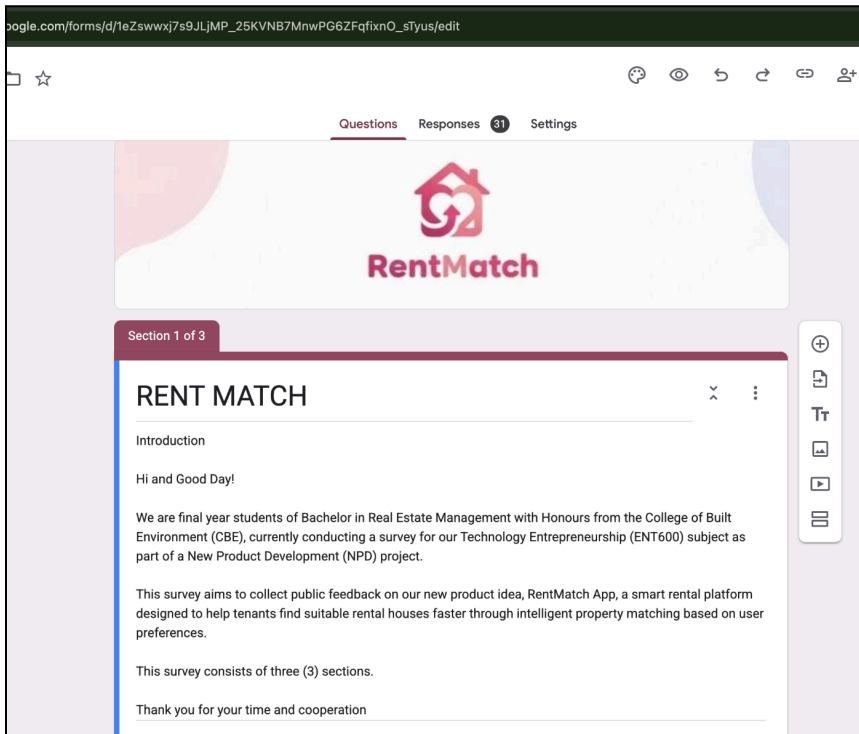 oogle.com/forms/d/1eZswwxj7s9JLjMP_25KVNB7MnwPG6ZFqfixnO_sTyus/edit
Questions Responses 31 Settings
RentMatch
Section 1 of 3
RENT MATCH
Introduction
Hi and Good Day!
We are final year students of Bachelor in Real Estate Management with Honours from the College of Built
Environment (CBE), currently conducting a survey for our Technology Entrepreneurship (ENT600) subject as
part of a New Product Development (NPD) project.
This survey aims to collect public feedback on our new product idea, RentMatch App, a smart rental platform
designed to help tenants find suitable rental houses faster through intelligent property matching based on user
preferences.
This survey consists of three (3) sections.
Thank you for your time and cooperation
Tт